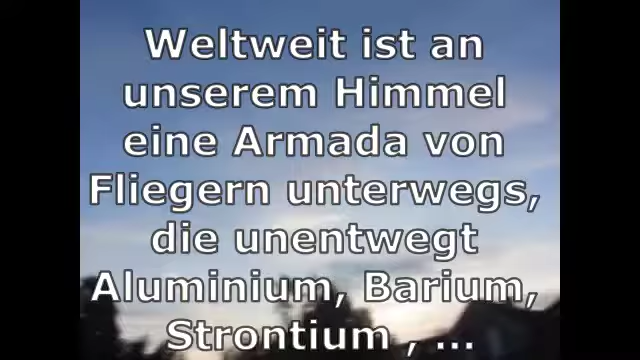 Weltweit ist an
unserem Himmel
eine Armada von
Fliegern unterwegs,
die unentwegt
Aluminium, Barium,
Strontium , ...